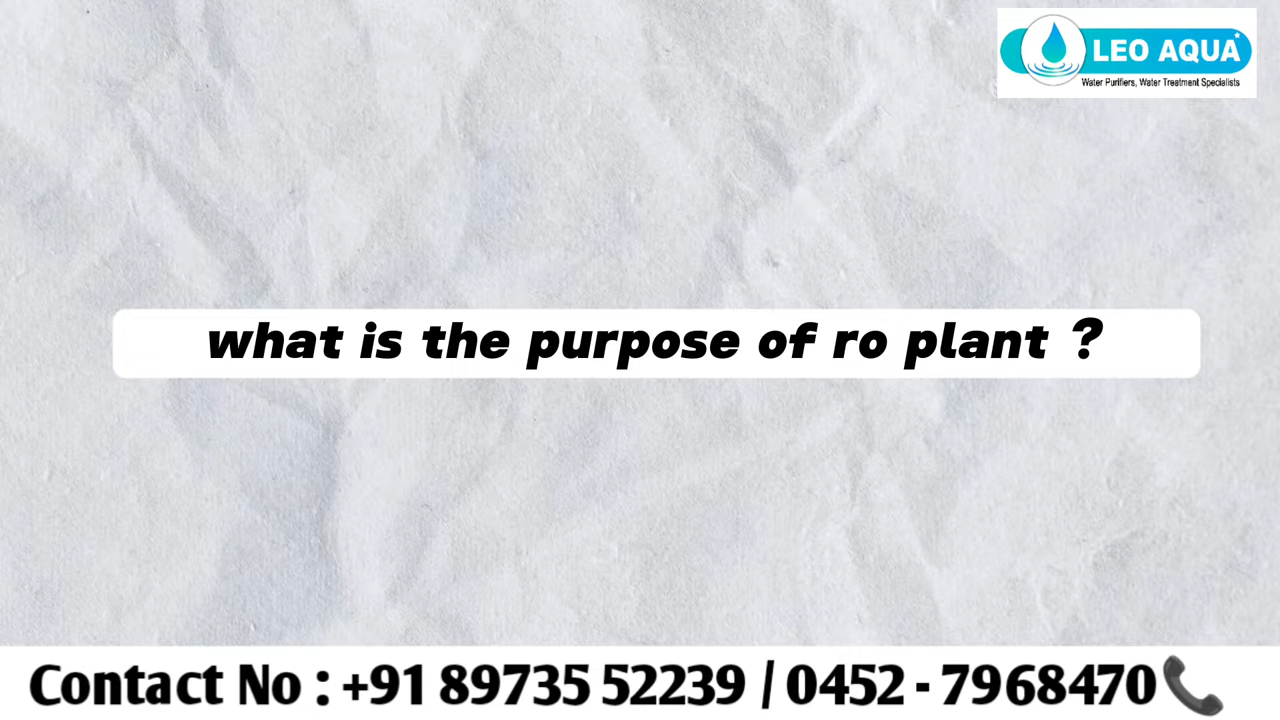 LEO AQUA
Water Purifiers, Water Treatment Specialists
what is the purpose of ro plant ?
Contact No : +91 89735 52239 / 0452 - 7968470